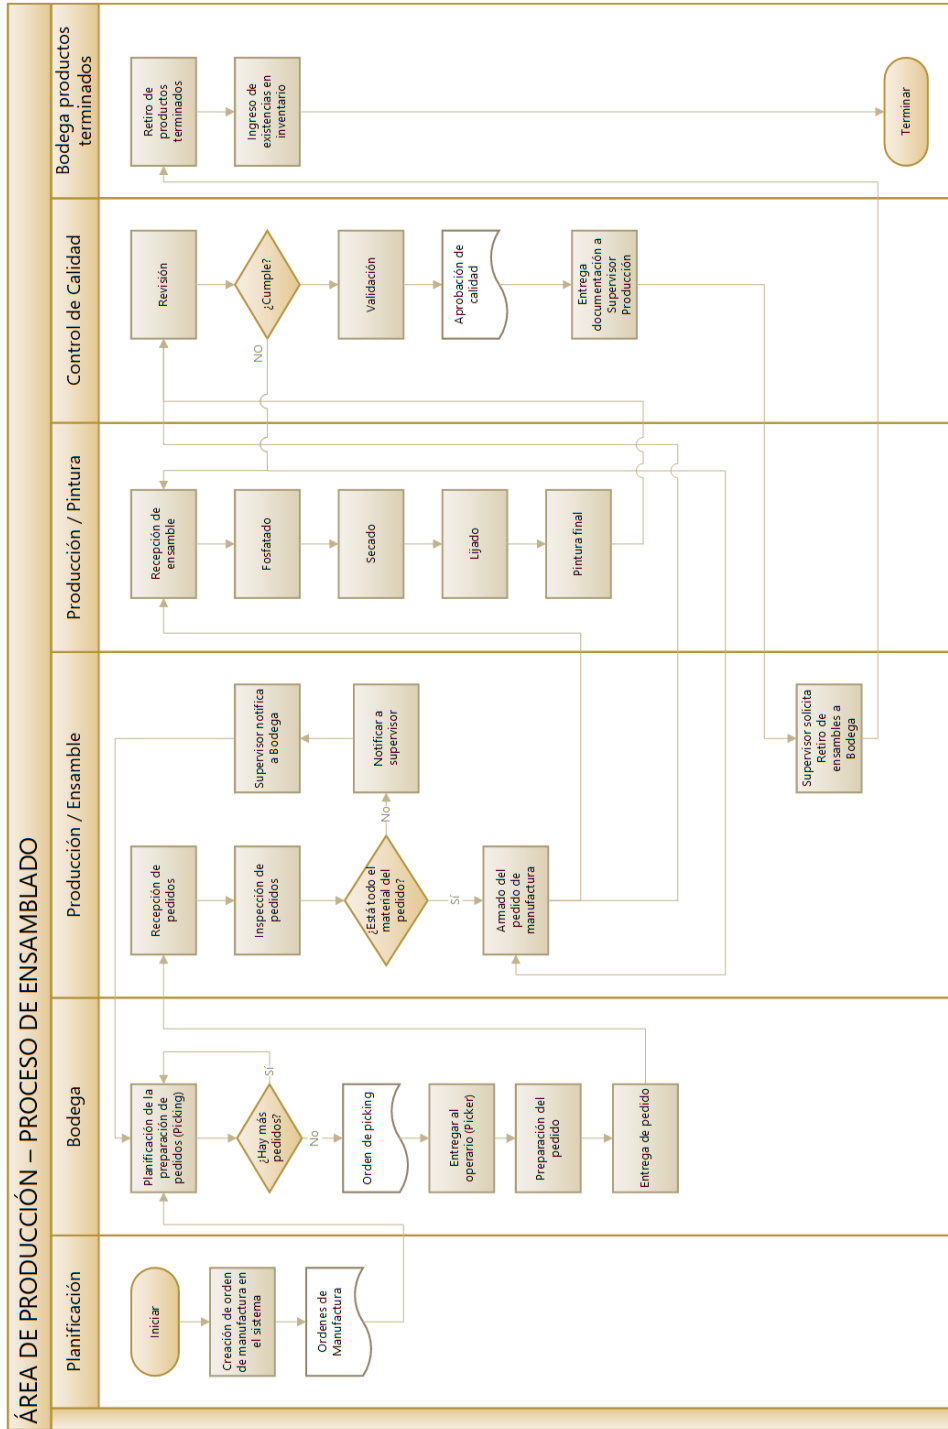 ÁREA DE PRODUCCIÓN – PROCESO DE ENSAMBLADO
Planificación
Iniciar
Creación de orden
de manufactura en
el sistema
Ordenes de
Manufactura
Bodega
Planificación de la
preparación de
pedidos (Picking)
¿Hay más
pedidos?
Sí
No
Orden de picking
Entregar al
operario (Picker)
Preparación del
pedido
Entrega de pedido
Producción / Ensamble
Recepción de
pedidos
Inspección de
pedidos
¿Está todo el
material del
pedido?
No
Sí
Notificar a
supervisor
Supervisor notifica
a Bodega
Armado del
pedido de
manufactura
Supervisor solicita
Retiro de
ensambles a
Bodega
Producción / Pintura
Recepción de
ensamble
Fosfatado
Secado
Lijado
Pintura final
Control de Calidad
Revisión
¿Cumple?
NO
Validación
Aprobación de
calidad
Entrega
documentación a
Supervisor
Producción
Bodega productos
terminados
Retiro de
productos
terminados
Ingreso de
existencias en
inventario
Terminar